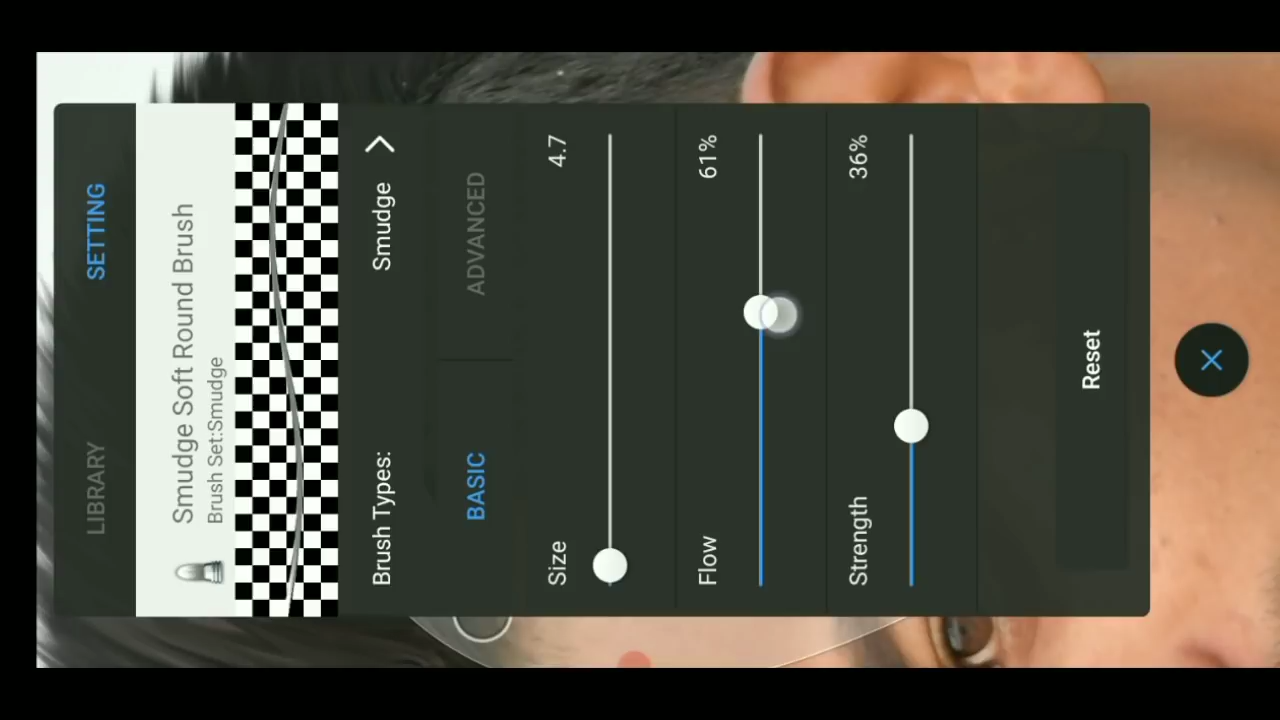 LIBRARY SETTING
Smudge Soft Round Brush
Brush Set:Smudge
Brush Types: Smudge
BASIC ADVANCED
Size 4.7
Flow 61%
Strength 36%
Reset